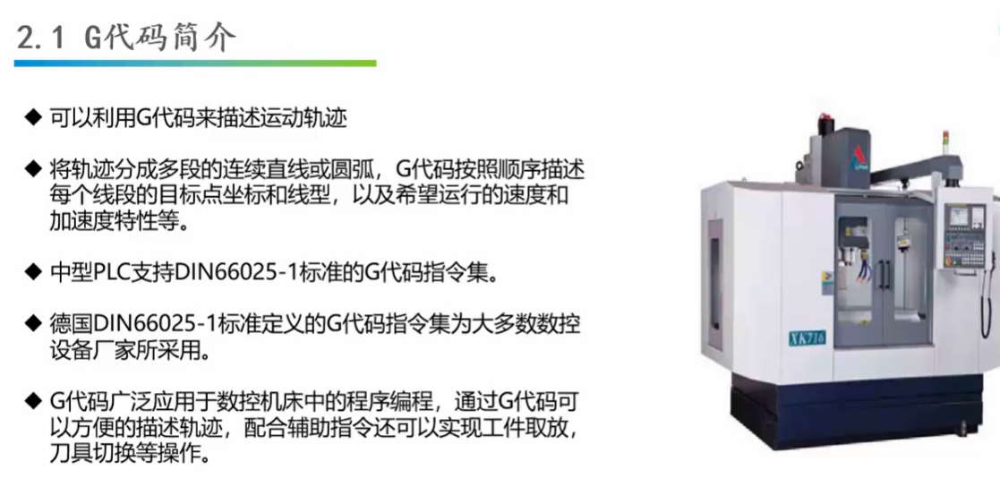 2.1 G代码简介
◆ 可以利用G代码来描述运动轨迹
◆ 将轨迹分成多段的连续直线或圆弧，G代码按照顺序描述
每个线段的目标点坐标和线型，以及希望运行的速度和
加速度特性等。
◆ 中型PLC支持DIN66025-1标准的G代码指令集。
◆ 德国DIN66025-1标准定义的G代码指令集为大多数数控
设备厂家所采用。
◆ G代码广泛应用于数控机床中的程序编程，通过G代码可
以方便的描述轨迹，配合辅助指令还可以实现工件取放，
刀具切换等操作。
XK716